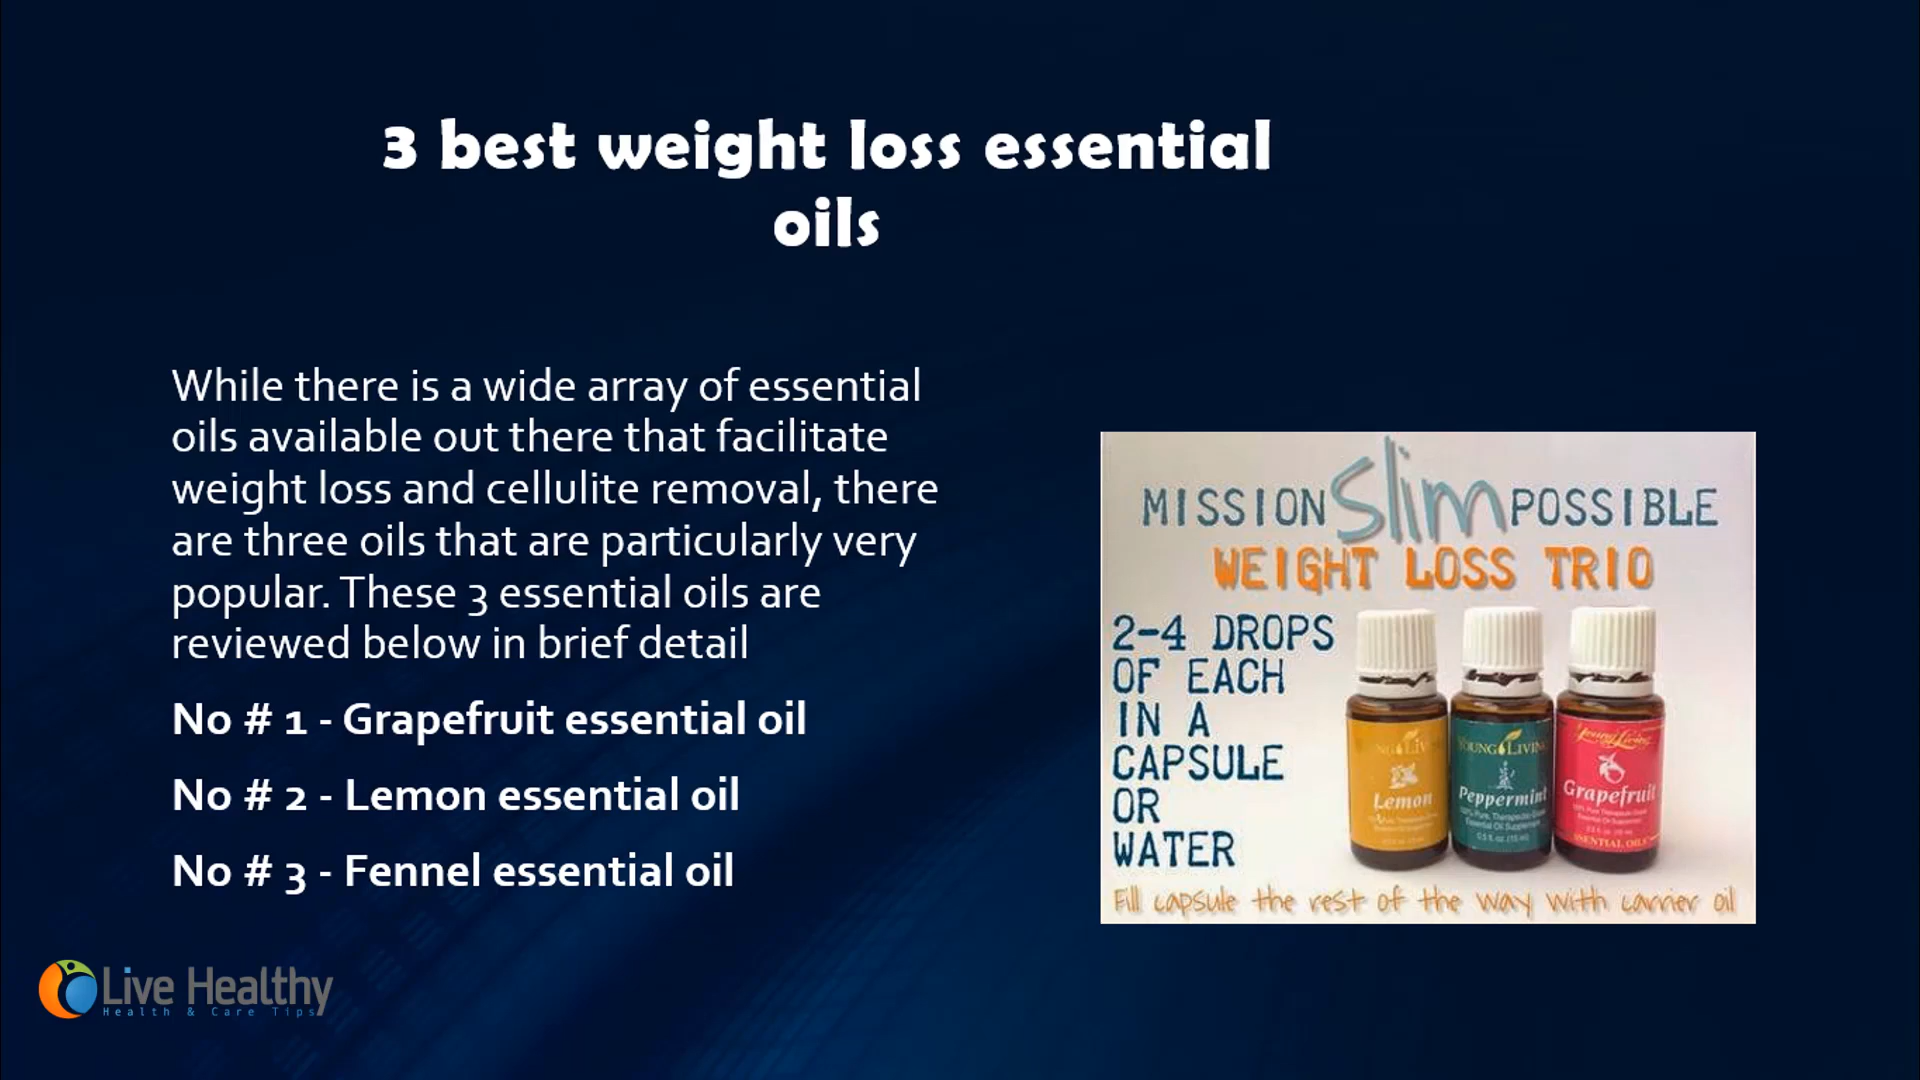 3 best weight loss essential
oils
While there is a wide array of essential
oils available out there that facilitate
weight loss and cellulite removal, there
are three oils that are particularly very
popular. These 3 essential oils are
reviewed below in brief detail
No # 1 - Grapefruit essential oil
No # 2 - Lemon essential oil
No # 3 - Fennel essential oil
MISSION Slim POSSIBLE
WEIGHT LOSS TRIO
2-4 DROPS
OF EACH
IN A
CAPSULE
OR
WATER
Lemon
YOUNG LIVING
Peppermint
Young Living
Grapefruit
Fill capsule the rest of the way with carrier oil
Live Healthy
Health & Care Tips